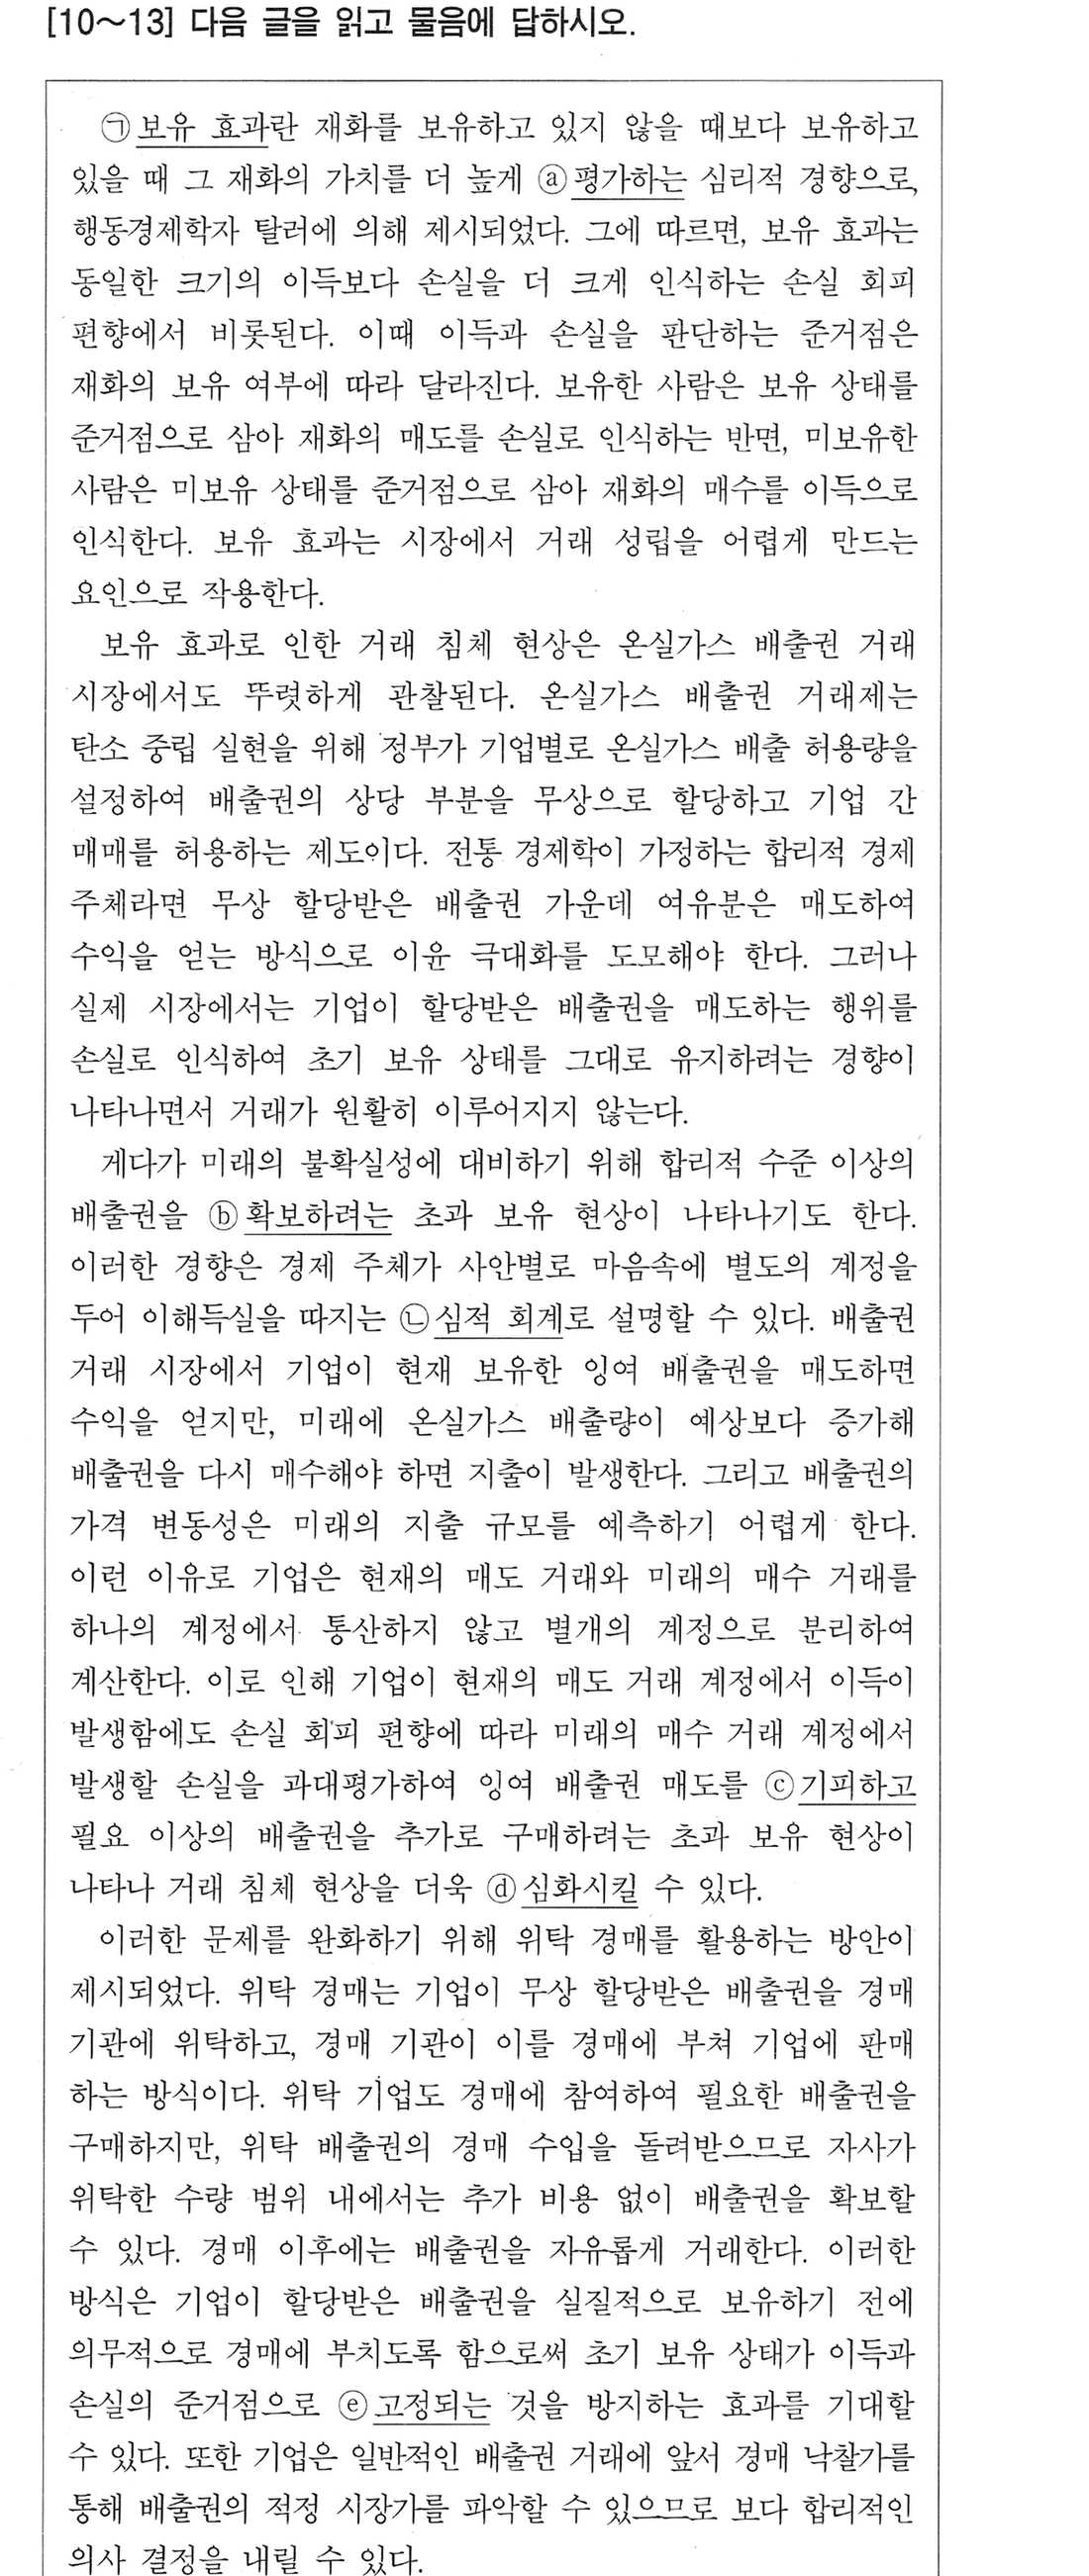 [10~13] 다음 글을 읽고 물음에 답하시오.
㉠보유 효과란 재화를 보유하고 있지 않을 때보다 보유하고
있을 때 그 재화의 가치를 더 높게 ⓐ평가하는 심리적 경향으로,
행동경제학자 탈러에 의해 제시되었다. 그에 따르면, 보유 효과는
동일한 크기의 이득보다 손실을 더 크게 인식하는 손실 회피
편향에서 비롯된다. 이때 이득과 손실을 판단하는 준거점은
재화의 보유 여부에 따라 달라진다. 보유한 사람은 보유 상태를
준거점으로 삼아 재화의 매도를 손실로 인식하는 반면, 미보유한
사람은 미보유 상태를 준거점으로 삼아 재화의 매수를 이득으로
인식한다. 보유 효과는 시장에서 거래 성립을 어렵게 만드는
요인으로 작용한다.
보유 효과로 인한 거래 침체 현상은 온실가스 배출권 거래
시장에서도 뚜렷하게 관찰된다. 온실가스 배출권 거래제는
탄소 중립 실현을 위해 정부가 기업별로 온실가스 배출 허용량을
설정하여 배출권의 상당 부분을 무상으로 할당하고 기업 간
매매를 허용하는 제도이다. 전통 경제학이 가정하는 합리적 경제
주체라면 무상 할당받은 배출권 가운데 여유분은 매도하여
수익을 얻는 방식으로 이윤 극대화를 도모해야 한다. 그러나
실제 시장에서는 기업이 할당받은 배출권을 매도하는 행위를
손실로 인식하여 초기 보유 상태를 그대로 유지하려는 경향이
나타나면서 거래가 원활히 이루어지지 않는다.
게다가 미래의 불확실성에 대비하기 위해 합리적 수준 이상의
배출권을 ⓑ확보하려는 초과 보유 현상이 나타나기도 한다.
이러한 경향은 경제 주체가 사안별로 마음속에 별도의 계정을
두어 이해득실을 따지는 ㉡심적 회계로 설명할 수 있다. 배출권
거래 시장에서 기업이 현재 보유한 잉여 배출권을 매도하면
수익을 얻지만, 미래에 온실가스 배출량이 예상보다 증가해
배출권을 다시 매수해야 하면 지출이 발생한다. 그리고 배출권의
가격 변동성은 미래의 지출 규모를 예측하기 어렵게 한다.
이런 이유로 기업은 현재의 매도 거래와 미래의 매수 거래를
하나의 계정에서 통산하지 않고 별개의 계정으로 분리하여
계산한다. 이로 인해 기업이 현재의 매도 거래 계정에서 이득이
발생함에도 손실 회피 편향에 따라 미래의 매수 거래 계정에서
발생할 손실을 과대평가하여 잉여 배출권 매도를 ⓒ기피하고
필요 이상의 배출권을 추가로 구매하려는 초과 보유 현상이
나타나 거래 침체 현상을 더욱 ⓓ심화시킬 수 있다.
이러한 문제를 완화하기 위해 위탁 경매를 활용하는 방안이
제시되었다. 위탁 경매는 기업이 무상 할당받은 배출권을 경매
기관에 위탁하고, 경매 기관이 이를 경매에 부쳐 기업에 판매
하는 방식이다. 위탁 기업도 경매에 참여하여 필요한 배출권을
구매하지만, 위탁 배출권의 경매 수입을 돌려받으므로 자사가
위탁한 수량 범위 내에서는 추가 비용 없이 배출권을 확보할
수 있다. 경매 이후에는 배출권을 자유롭게 거래한다. 이러한
방식은 기업이 할당받은 배출권을 실질적으로 보유하기 전에
의무적으로 경매에 부치도록 함으로써 초기 보유 상태가 이득과
손실의 준거점으로 ⓔ고정되는 것을 방지하는 효과를 기대할
수 있다. 또한 기업은 일반적인 배출권 거래에 앞서 경매 낙찰가를
통해 배출권의 적정 시장가를 파악할 수 있으므로 보다 합리적인
의사 결정을 내릴 수 있다.